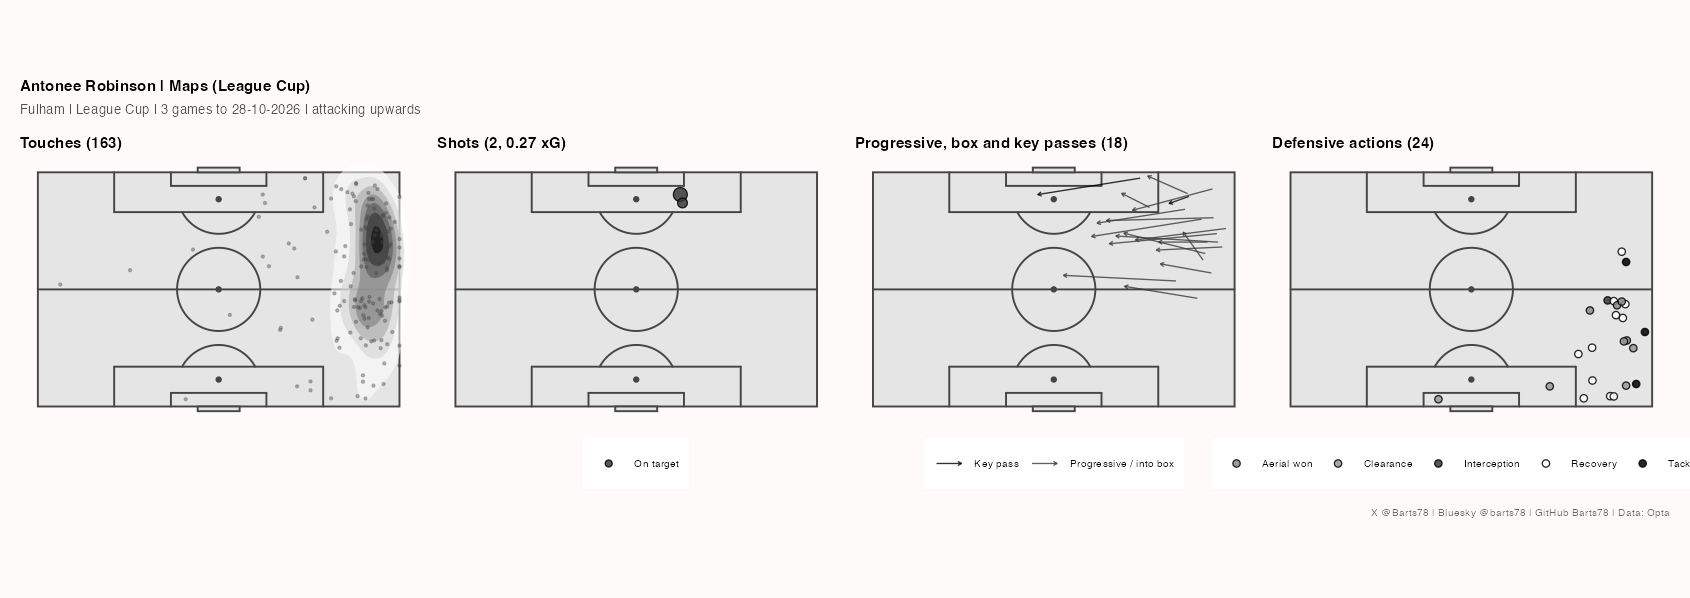 Antonee Robinson | Maps (League Cup)
Fulham | League Cup | 3 games to 28-10-2026 | attacking upwards
Touches (163)
Shots (2, 0.27 xG)
Progressive, box and key passes (18)
Defensive actions (24)
On target
Key pass
Progressive / into box
Aerial won
Clearance
Interception
Recovery
Tack
X @Barts78 | Bluesky @barts78 | GitHub Barts78 | Data: Opta